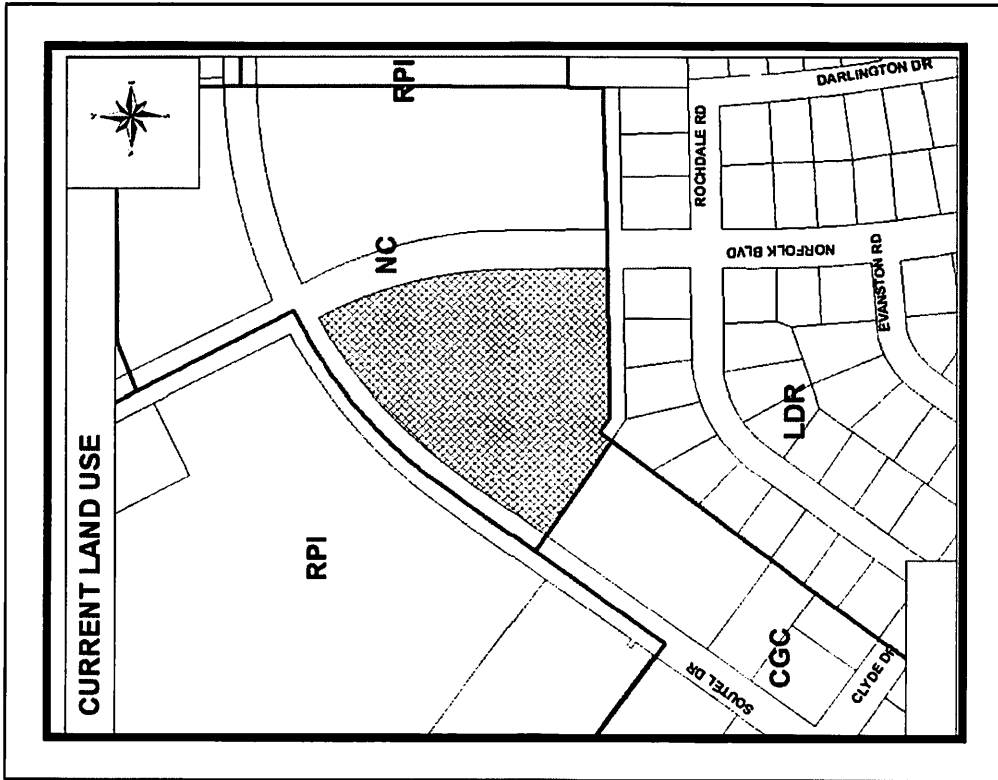 CURRENT LAND USE
RPI
NC
RPI
DARLINGTON DR
ROCHDALE RD
NORFOLK BLVD
EVANSTON RD
LDR
CGC
SOUTEL DR
CLYDE DR